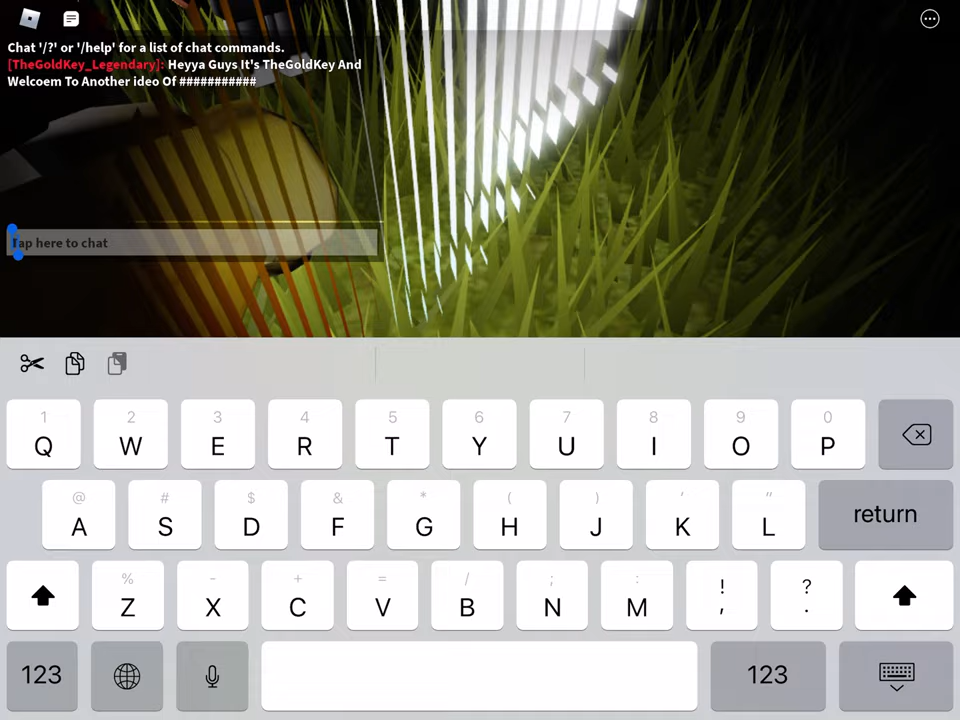 Chat '/?' or '/help' for a list of chat commands.
[TheGoldKey_Legendary]: Heyya Guys It's TheGoldKey And
Welcoem To Another ideo Of ###########
Tap here to chat
1 2 3 4 5 6 7 8 9 0
Q W E R T Y U I O P
@ # $ & * ( ) ' "
A S D F G H J K L return
% - + = / ; : ! ?
Z X C V B N M , .
123 123